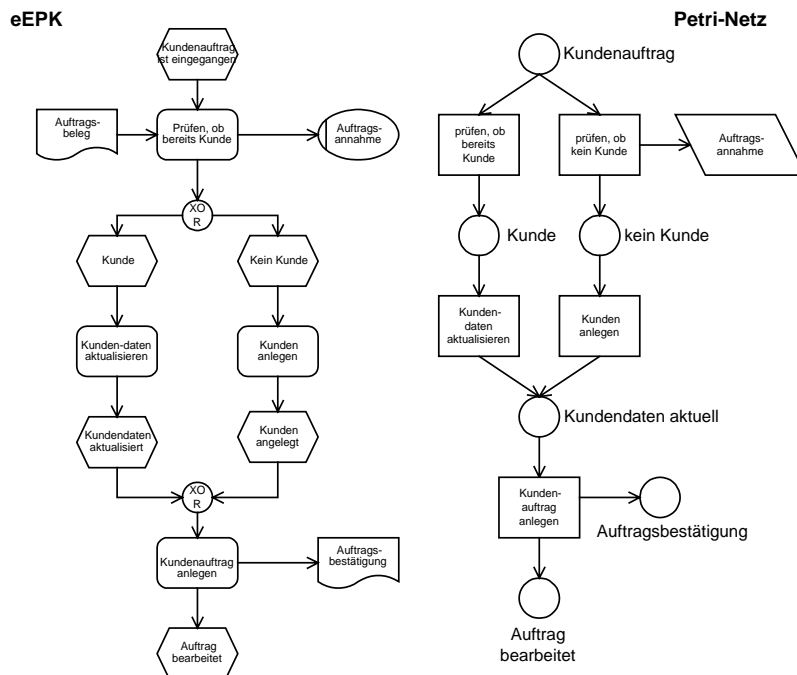 eEPK
Kundenauftrag
ist eingegangen
Auftrags-
beleg
Prüfen, ob
bereits Kunde
Auftrags-
annahme
XO
R
Kunde
Kein Kunde
Kunden-daten
aktualisieren
Kunden
anlegen
Kundendaten
aktualisiert
Kunden
angelegt
XO
R
Kundenauftrag
anlegen
Auftrags-
bestätigung
Auftrag
bearbeitet
Petri-Netz
Kundenauftrag
prüfen, ob
bereits
Kunde
prüfen, ob
kein Kunde
Auftrags-
annahme
Kunde
kein Kunde
Kunden-
daten
aktualisieren
Kunden
anlegen
Kundendaten aktuell
Kunden-
auftrag
anlegen
Auftragsbestätigung
Auftrag
bearbeitet